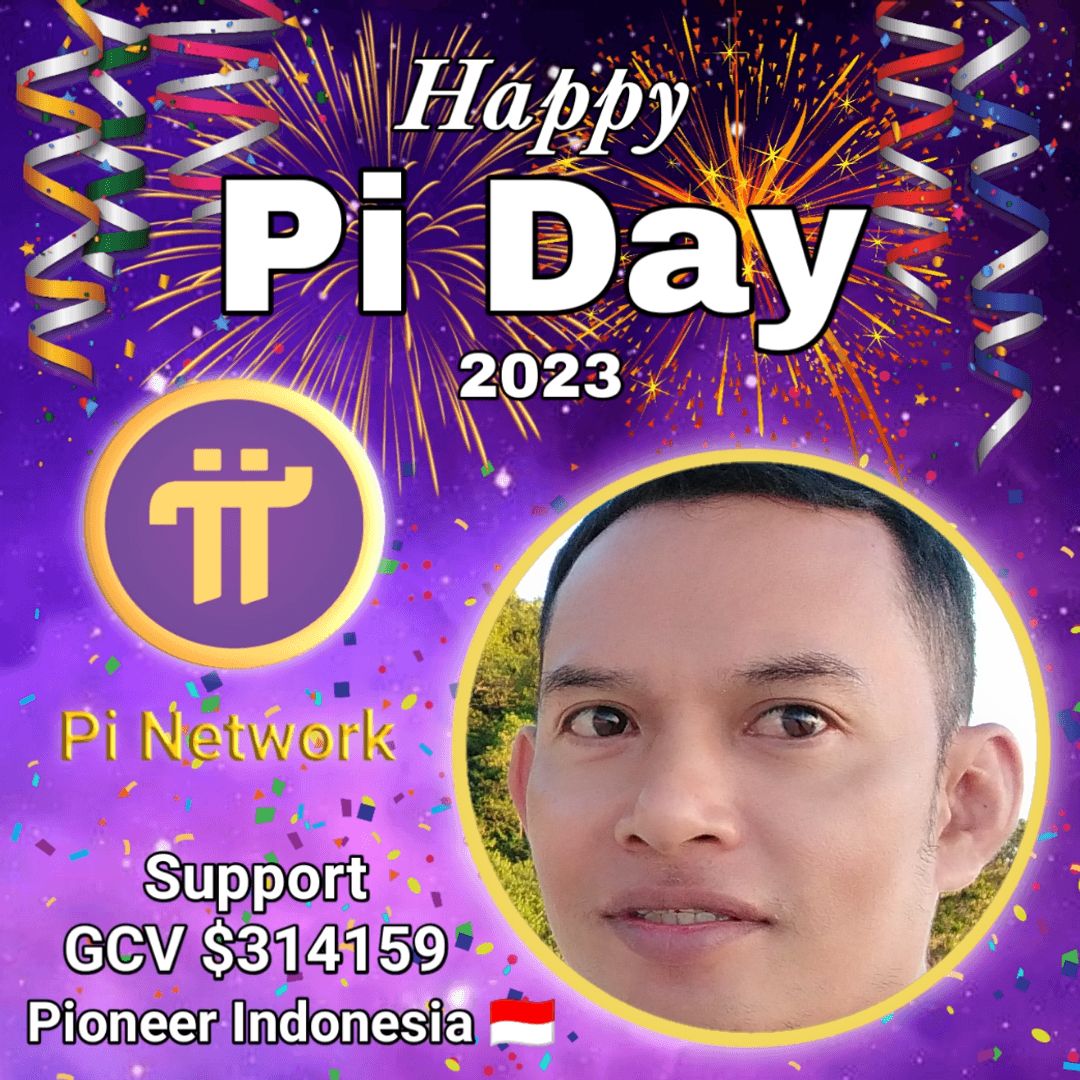 Happy
Pi Day
2023
Pi Network
Support
GCV $314159
Pioneer Indonesia 🇮🇩